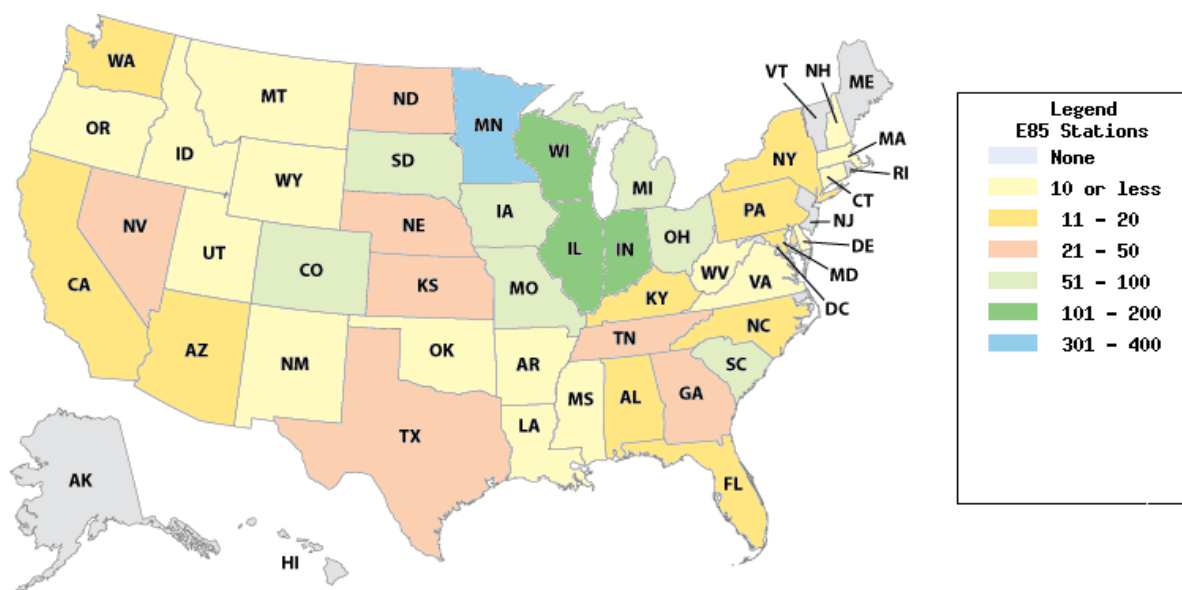 WA
MT
ND
MN
VT
NH
ME
OR
ID
WY
SD
WI
MI
NY
MA
RI
CT
NV
UT
CO
NE
IA
IL
IN
OH
PA
NJ
DE
MD
DC
CA
KS
MO
KY
WV
VA
AZ
NM
OK
AR
TN
NC
SC
TX
LA
MS
AL
GA
FL
AK
HI
Legend
E85 Stations
None
10 or less
11 - 20
21 - 50
51 - 100
101 - 200
301 - 400